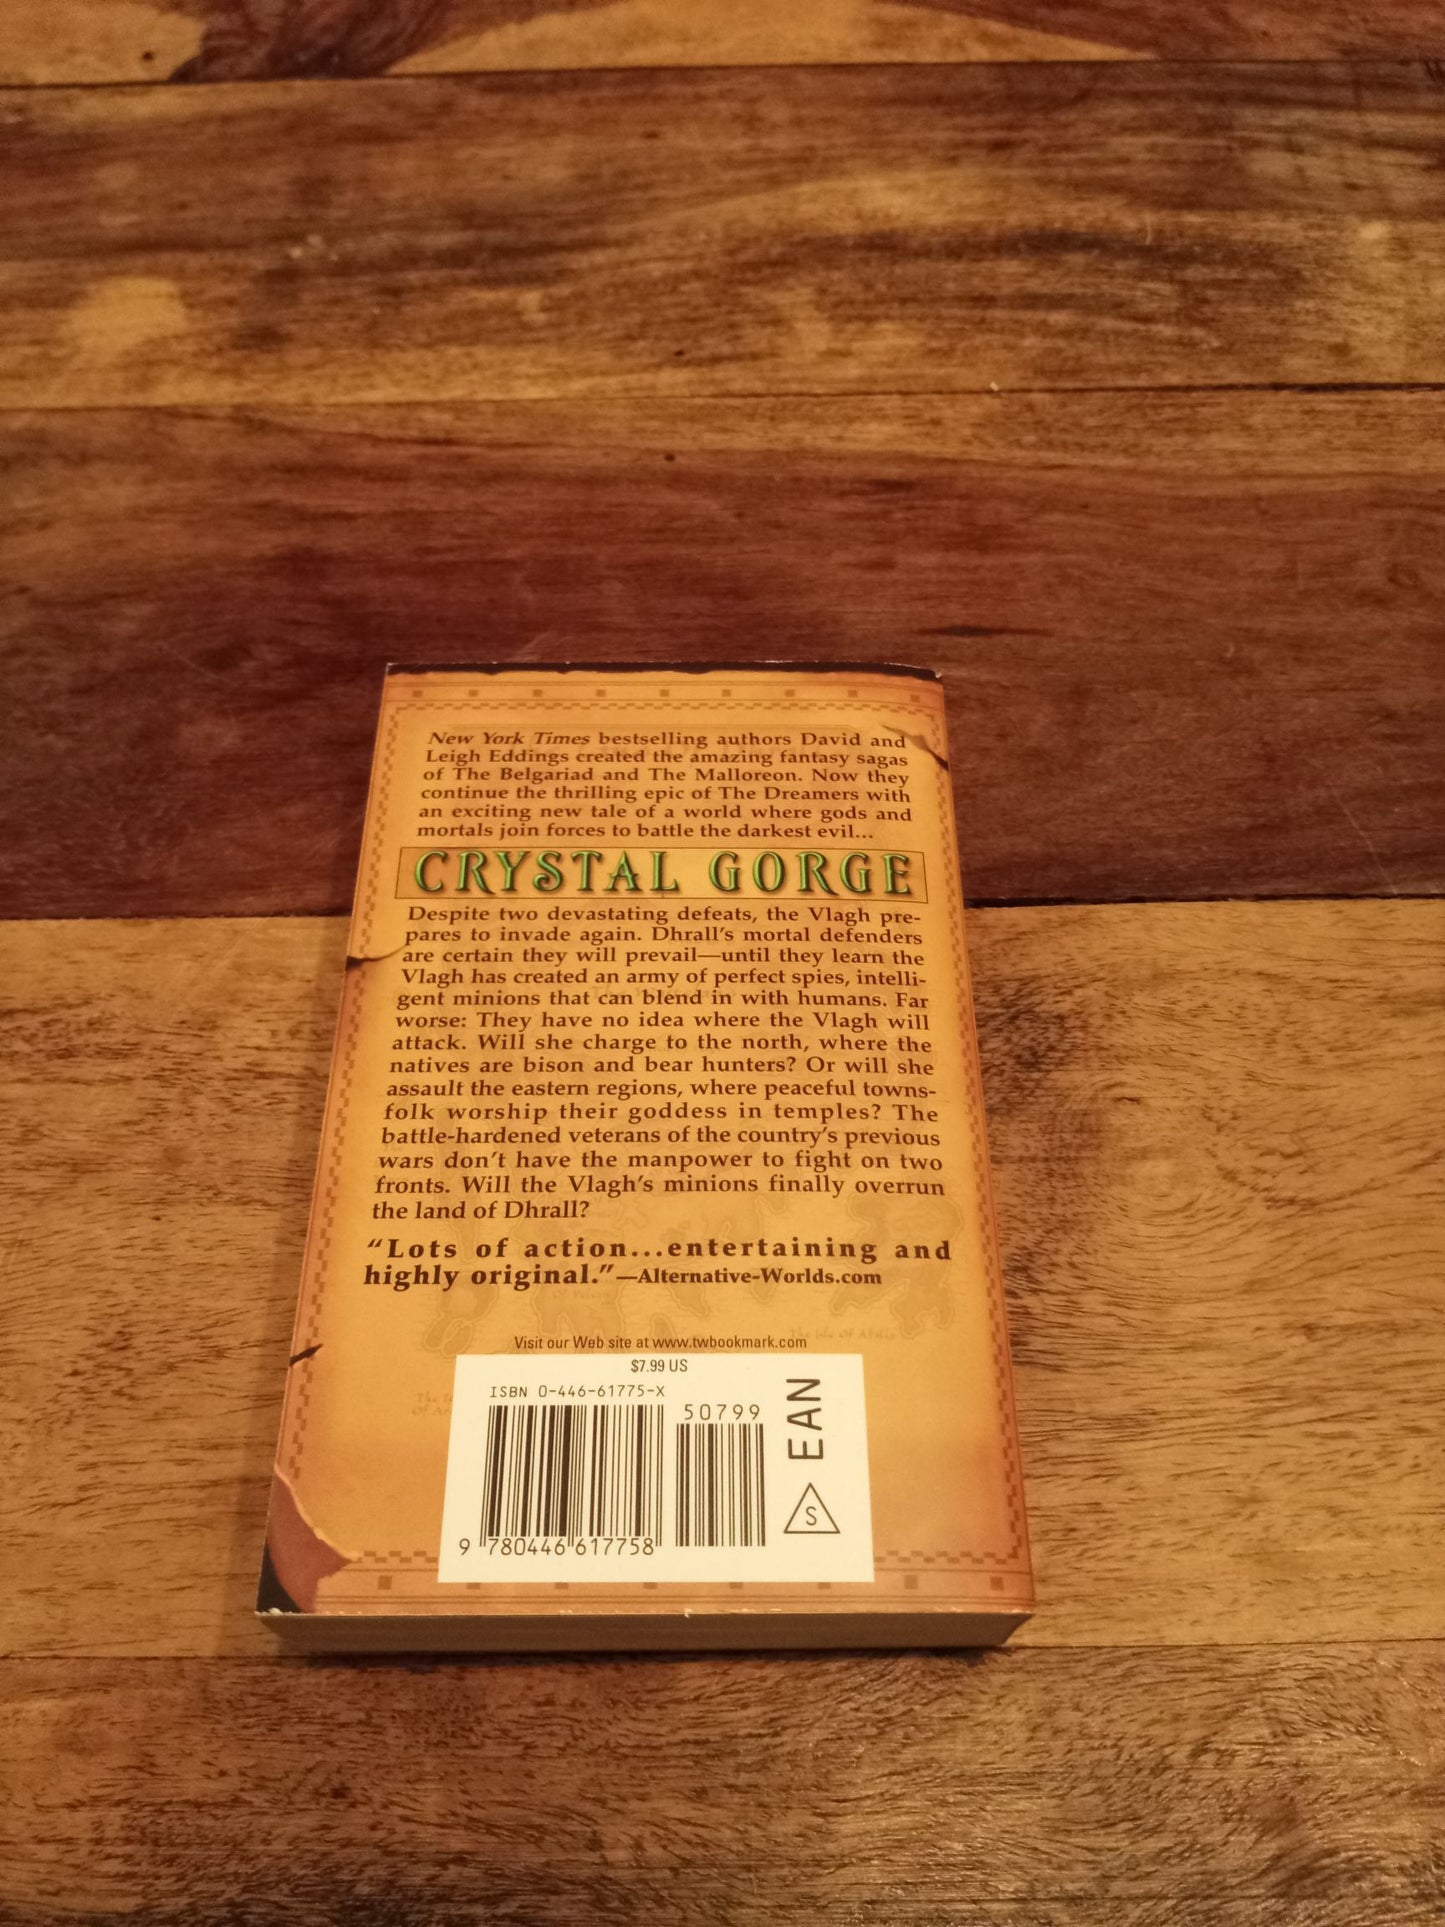 New York Times bestselling authors David and
Leigh Eddings created the amazing fantasy sagas
of The Belgariad and The Malloreon. Now they
continue the thrilling epic of The Dreamers with
an exciting new tale of a world where gods and
mortals join forces to battle the darkest evil...
CRYSTAL GORGE
Despite two devastating defeats, the Vlagh pre-
pares to invade again. Dhrall's mortal defenders
are certain they will prevail—until they learn the
Vlagh has created an army of perfect spies, intelli-
gent minions that can blend in with humans. Far
worse: They have no idea where the Vlagh will
attack. Will she charge to the north, where the
natives are bison and bear hunters? Or will she
assault the eastern regions, where peaceful towns-
folk worship their goddess in temples? The
battle-hardened veterans of the country's previous
wars don't have the manpower to fight on two
fronts. Will the Vlagh's minions finally overrun
the land of Dhrall?
"Lots of action...entertaining and
highly original."—Alternative-Worlds.com
Visit our Web site at www.twbookmark.com
$7.99 US
ISBN 0-446-61775-X
50799
EAN
S
9 780446 617758